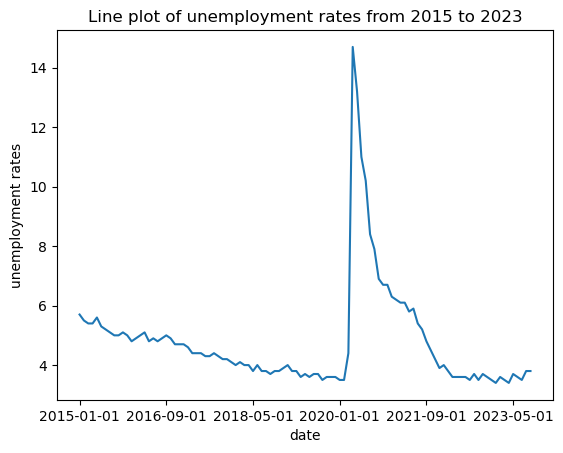 Line plot of unemployment rates from 2015 to 2023
14
12
10
8
6
4
unemployment rates
2015-01-01 2016-09-01 2018-05-01 2020-01-01 2021-09-01 2023-05-01
date